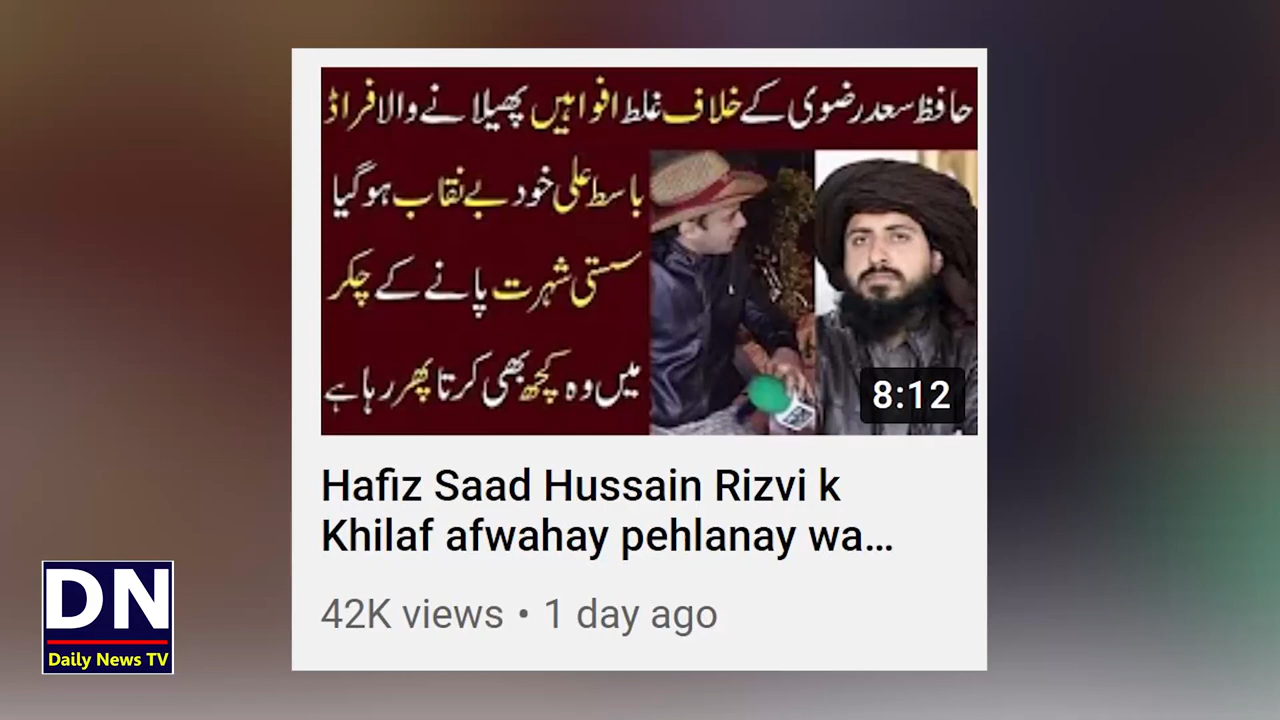 حافظ سعد رضوی کے خلاف غلط افواہیں پھیلانے والا فراڈ
باسط علی خود بے نقاب ہو گیا
سستی شہرت پانے کے چکر
میں وہ کچھ بھی کرتا پھر رہا ہے
8:12
Hafiz Saad Hussain Rizvi k
Khilaf afwahay pehlanay wa...
42K views • 1 day ago
DN
Daily News TV